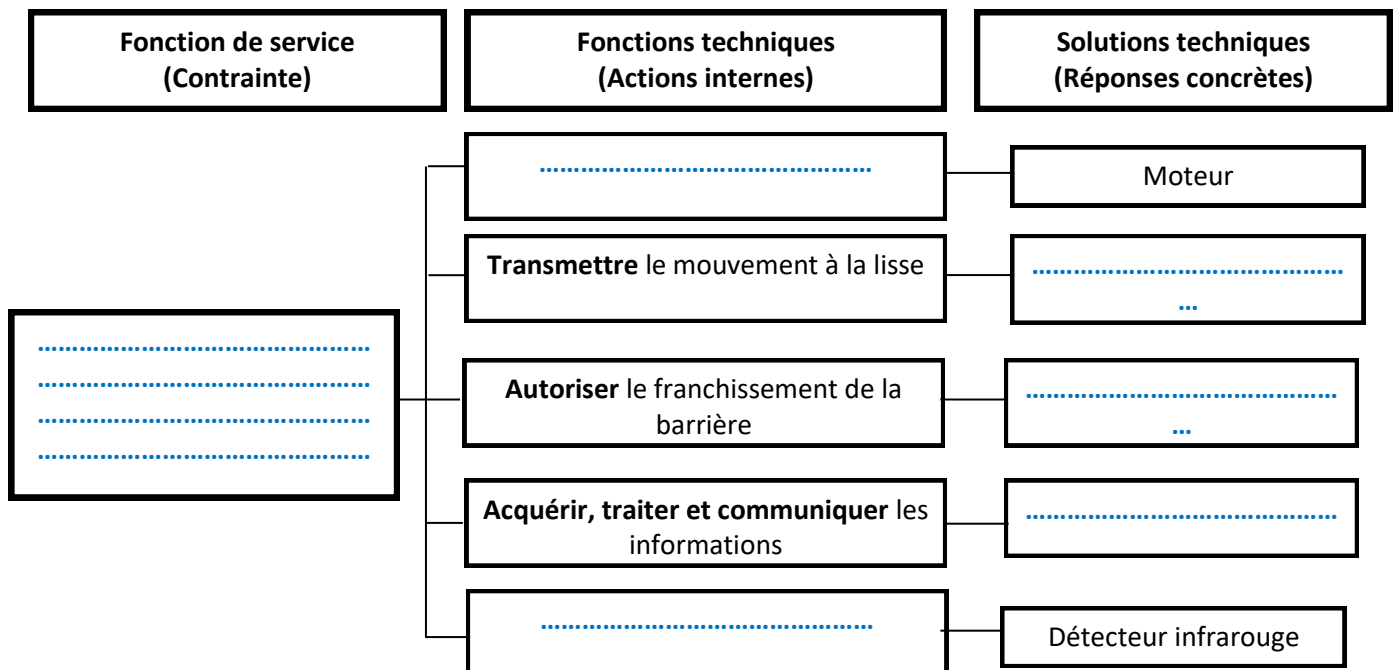 Fonction de service
(Contrainte)
Fonctions techniques
(Actions internes)
Solutions techniques
(Réponses concrètes)
…………………………………………
Moteur
Transmettre le mouvement à la lisse
………………………………………
…
…………………………………………
…………………………………………
…………………………………………
…………………………………………
Autoriser le franchissement de la
barrière
………………………………………
…
Acquérir, traiter et communiquer les
informations
………………………………………
…………………………………………
Détecteur infrarouge